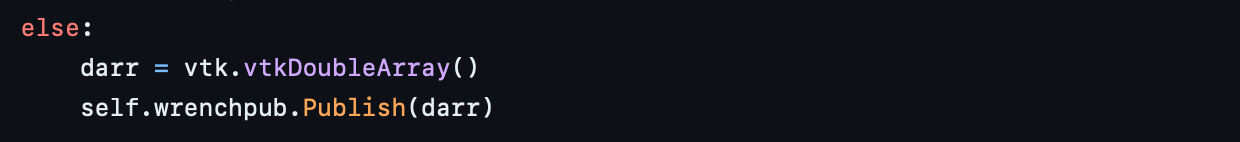 else:
    darr = vtk.vtkDoubleArray()
    self.wrenchpub.Publish(darr)